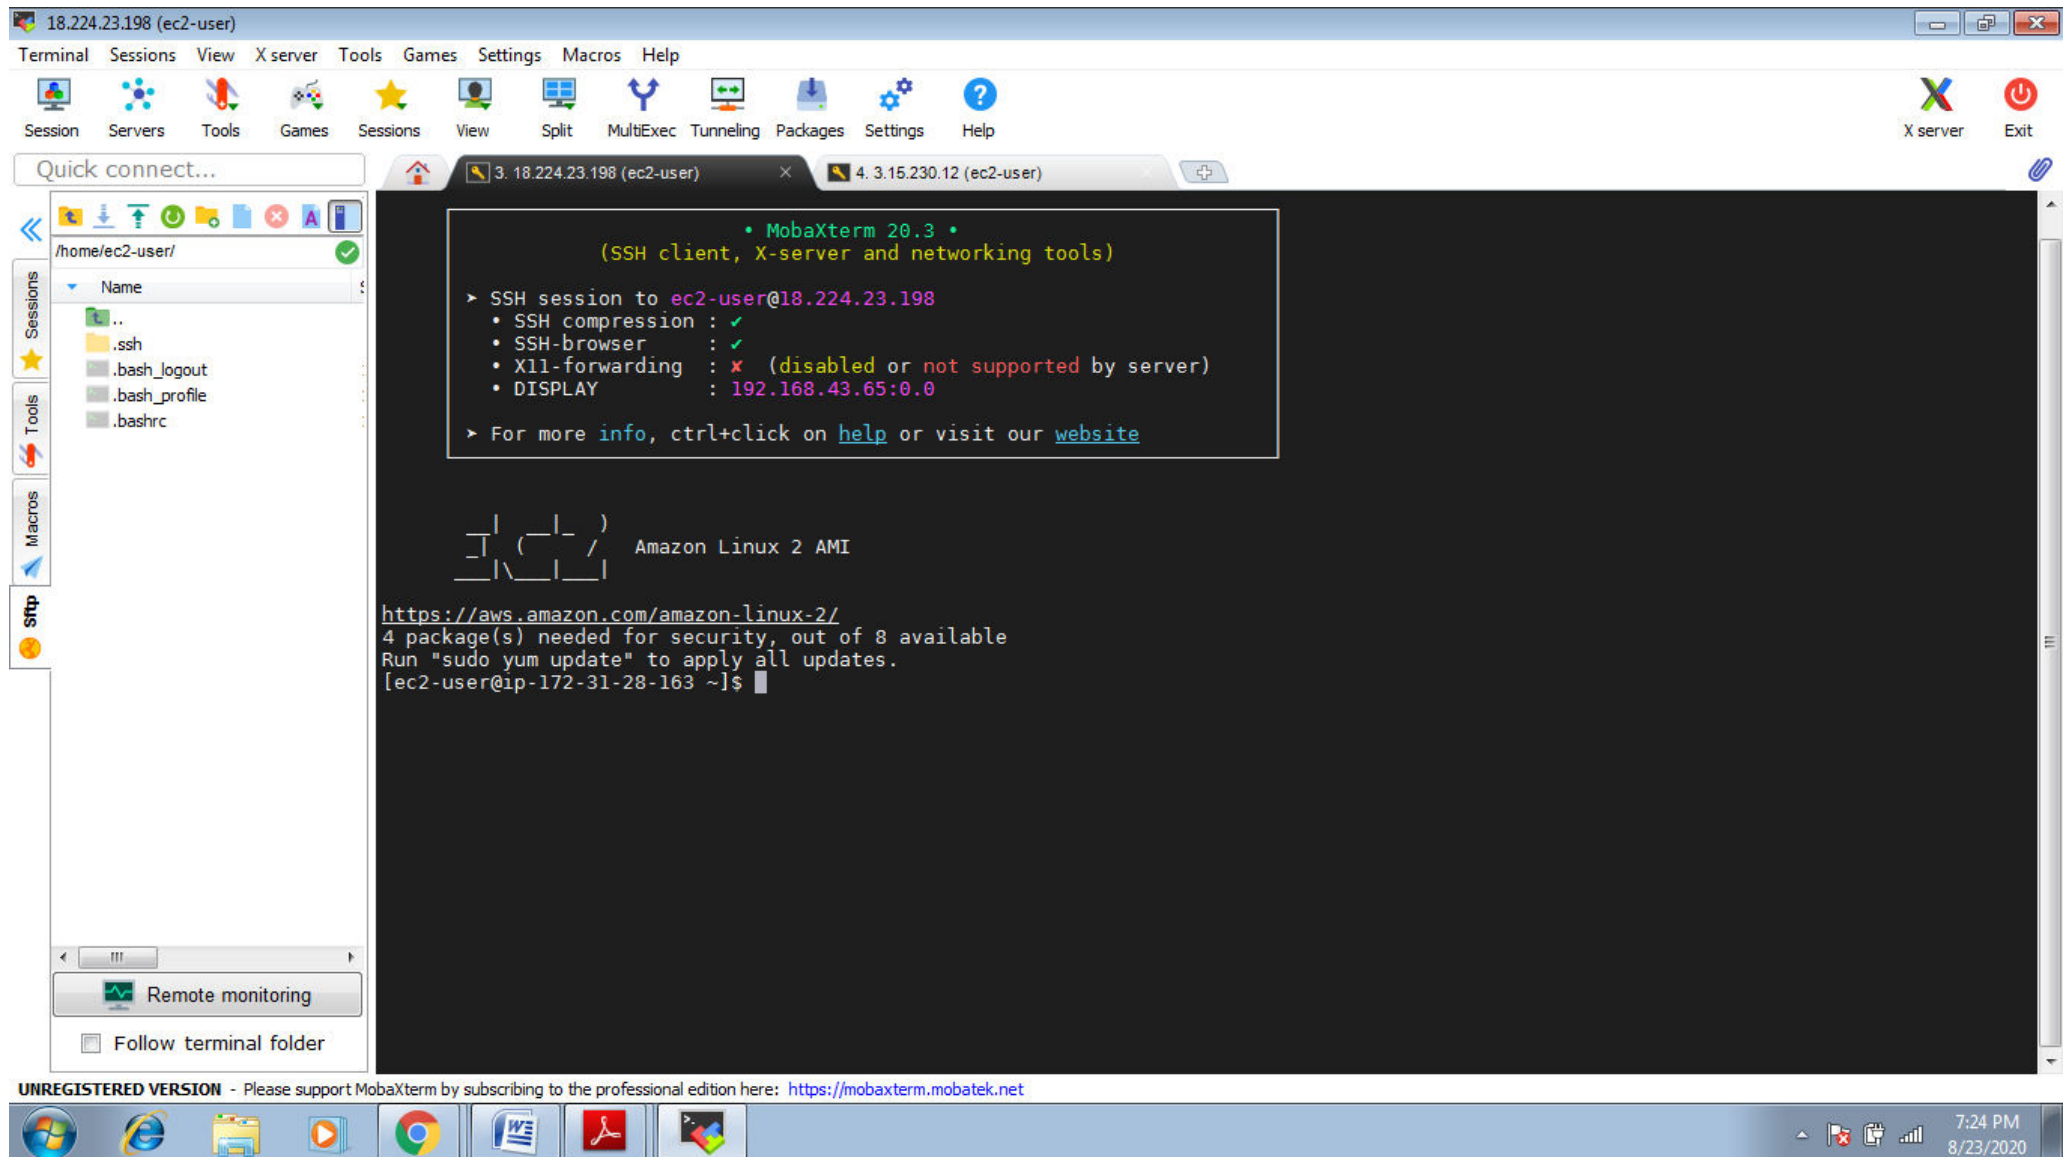 18.224.23.198 (ec2-user)
Terminal Sessions View X server Tools Games Settings Macros Help
Session Servers Tools Games Sessions View Split MultiExec Tunneling Packages Settings Help X server Exit
Quick connect...
3. 18.224.23.198 (ec2-user)
4. 3.15.230.12 (ec2-user)
/home/ec2-user/
Name
..
.ssh
.bash_logout
.bash_profile
.bashrc
Sessions
Tools
Macros
Sftp
Remote monitoring
Follow terminal folder
• MobaXterm 20.3 •
(SSH client, X-server and networking tools)
➤ SSH session to ec2-user@18.224.23.198
• SSH compression : ✔
• SSH-browser : ✔
• X11-forwarding : ✘ (disabled or not supported by server)
• DISPLAY : 192.168.43.65:0.0
➤ For more info, ctrl+click on help or visit our website
__| __|_ )
_| ( / Amazon Linux 2 AMI
___|\___|___|
https://aws.amazon.com/amazon-linux-2/
4 package(s) needed for security, out of 8 available
Run "sudo yum update" to apply all updates.
[ec2-user@ip-172-31-28-163 ~]$
UNREGISTERED VERSION - Please support MobaXterm by subscribing to the professional edition here: https://mobaxterm.mobatek.net
7:24 PM
8/23/2020